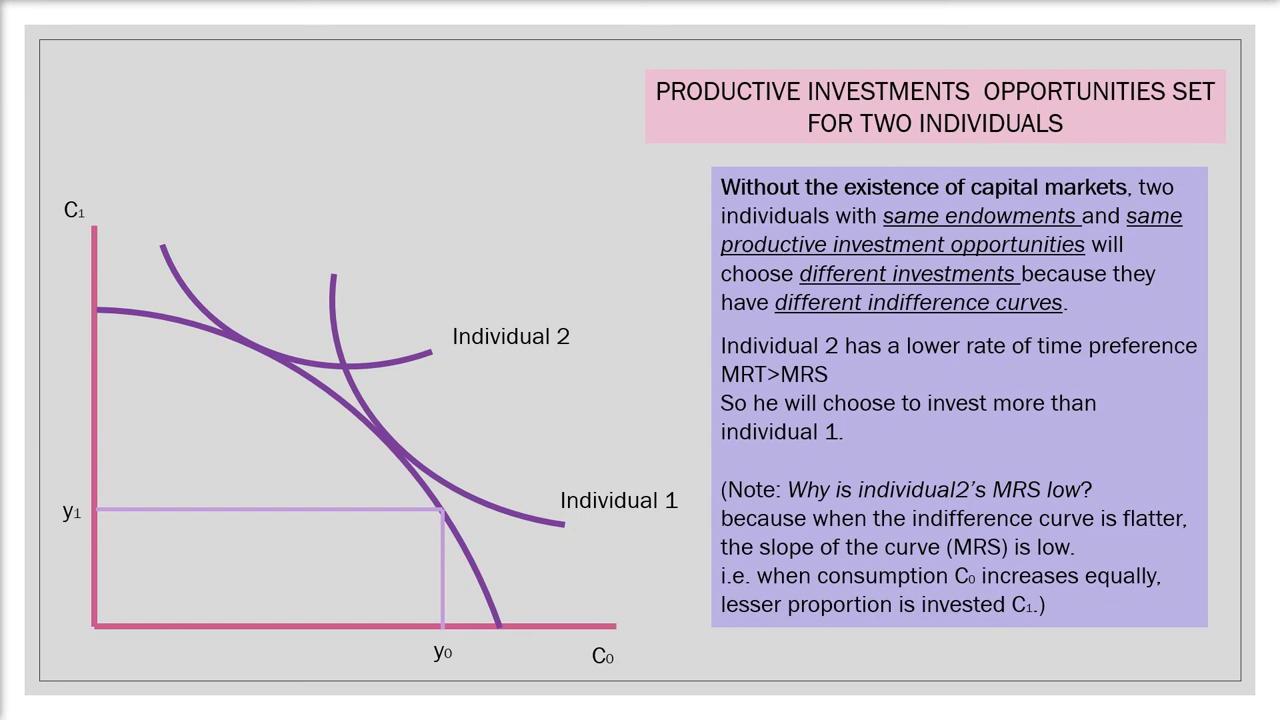 PRODUCTIVE INVESTMENTS  OPPORTUNITIES SET
FOR TWO INDIVIDUALS
Without the existence of capital markets, two
individuals with same endowments and same
productive investment opportunities will
choose different investments because they
have different indifference curves.
Individual 2 has a lower rate of time preference
MRT>MRS
So he will choose to invest more than
individual 1.
(Note: Why is individual2’s MRS low?
because when the indifference curve is flatter,
the slope of the curve (MRS) is low.
i.e. when consumption C₀ increases equally,
lesser proportion is invested C₁.)
C₁
Individual 2
Individual 1
y₁
y₀
C₀